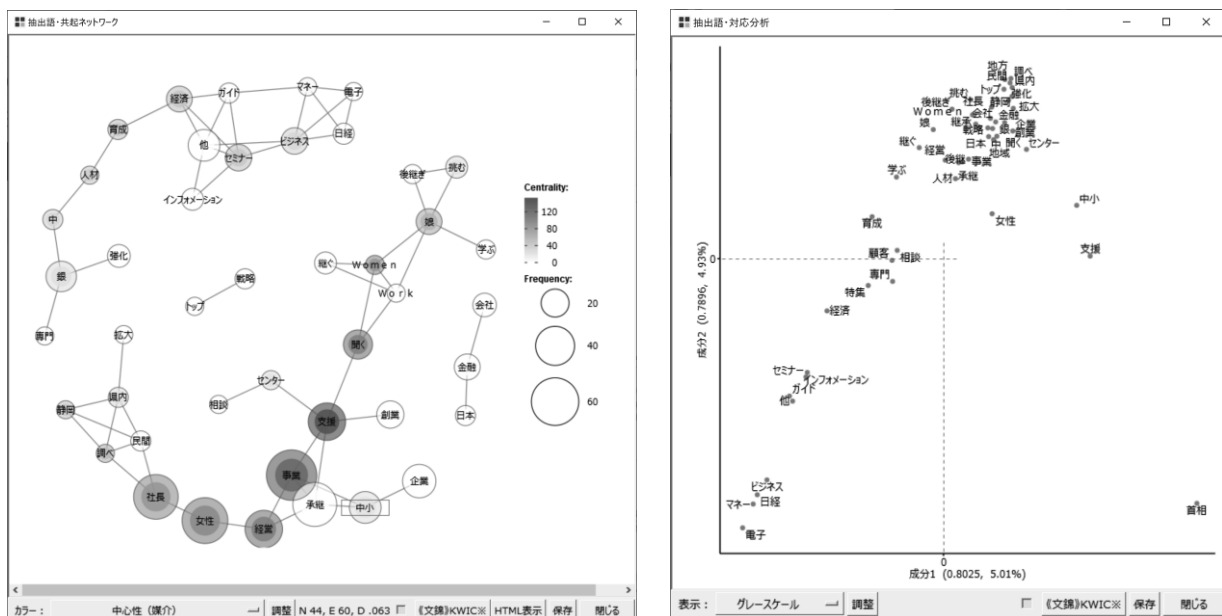 抽出語・共起ネットワーク
マネー
ガイド
電子
経済
日経
育成
ビジネス
他
セミナー
人材
インフォメーション
後継ぎ
挑む
中
娘
強化
学ぶ
銀
継ぐ
Women
戦略
Work
トップ
会社
専門
拡大
聞く
金融
センター
県内
相談
日本
静岡
創業
支援
民間
調べ
事業
企業
社長
承継
中小
女性
経営
Centrality:
120
80
40
0
Frequency:
20
40
60
カラー：
中心性（媒介）
調整
N 44, E 60, D .063
《文錦》KWIC※
HTML表示
保存
閉じる
抽出語・対応分析
地方
調べ
民間
県内
トップ
強化
挑む
社長
静岡
後継ぎ
拡大
Women
会社
金融
娘
継承
企業
戦略
銀
創業
継ぐ
日本
中
聞く
センター
経営
地域
後継
事業
学ぶ
人材
承継
中小
女性
育成
支援
顧客
相談
専門
特集
経済
セミナー
インフォメーション
ガイド
他
ビジネス
日経
マネー
首相
電子
0
0
成分1 (0.8025, 5.01%)
成分2 (0.7896, 4.93%)
表示：
グレースケール
調整
《文錦》KWIC※
保存
閉じる